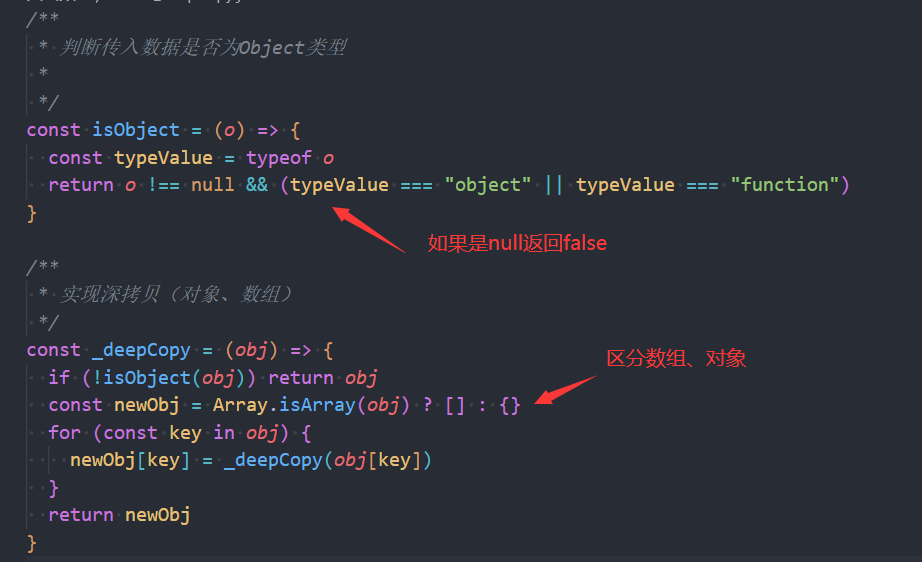 /**
 * 判断传入数据是否为Object类型
 *
 */
const isObject = (o) => {
  const typeValue = typeof o
  return o !== null && (typeValue === "object" || typeValue === "function")
}
如果是null返回false
/**
 * 实现深拷贝（对象、数组）
 */
const _deepCopy = (obj) => {
区分数组、对象
  if (!isObject(obj)) return obj
  const newObj = Array.isArray(obj) ? [] : {}
  for (const key in obj) {
    newObj[key] = _deepCopy(obj[key])
  }
  return newObj
}